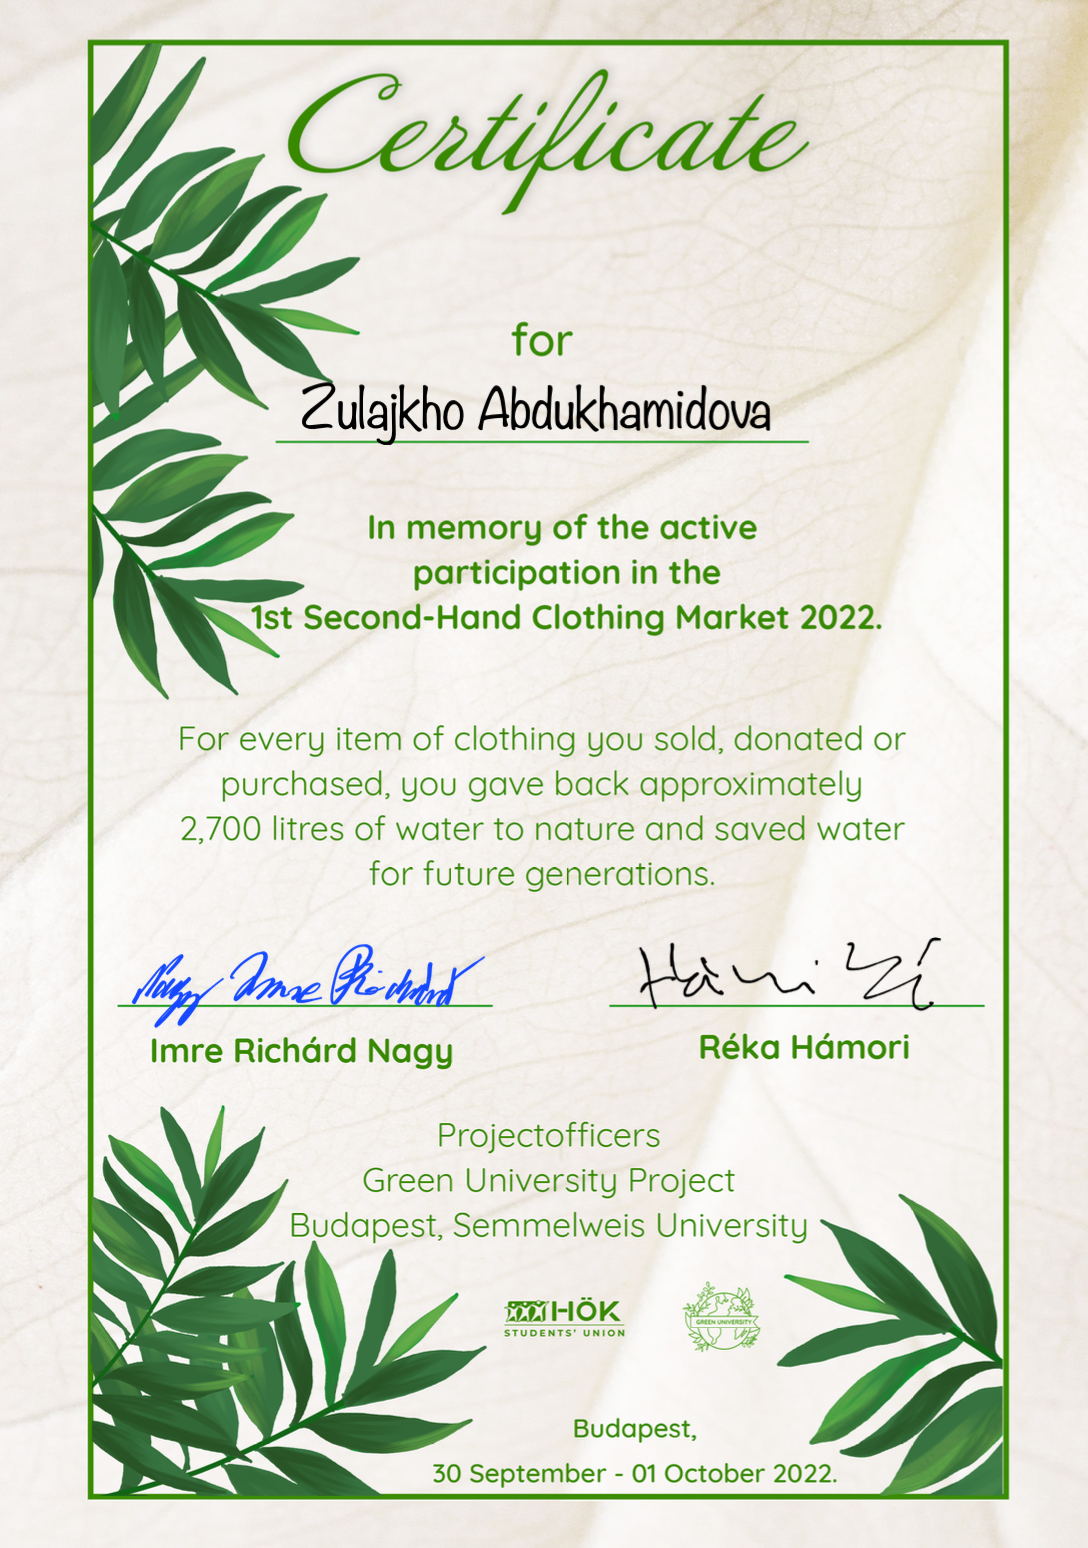 Certificate
for
Zulajkho Abdukhamidova
In memory of the active
participation in the
1st Second-Hand Clothing Market 2022.
For every item of clothing you sold, donated or
purchased, you gave back approximately
2,700 litres of water to nature and saved water
for future generations.
Nagy Imre Richárd
Imre Richárd Nagy
Réka Hámori
Projectofficers
Green University Project
Budapest, Semmelweis University
HÖK
STUDENTS' UNION
GREEN UNIVERSITY
Budapest,
30 September - 01 October 2022.